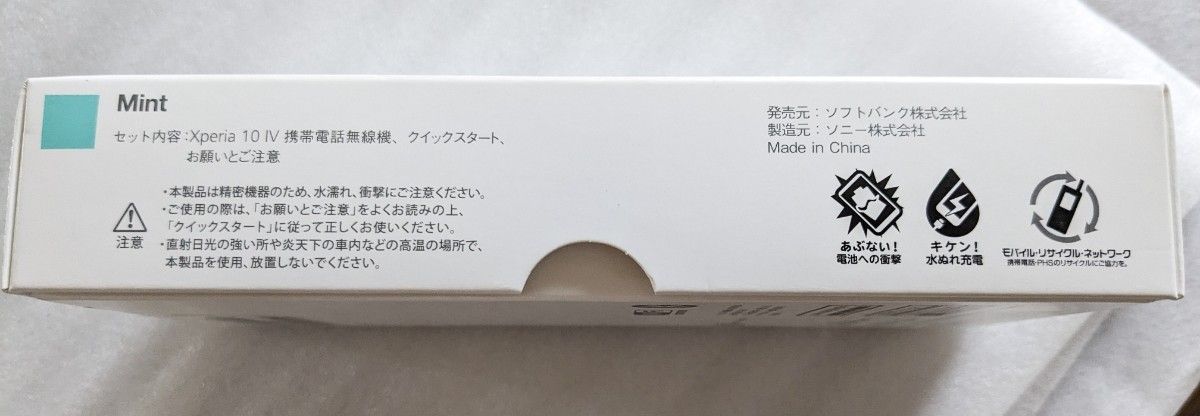 Mint
セット内容:Xperia 10 IV 携帯電話無線機、クイックスタート、
お願いとご注意
注意
・本製品は精密機器のため、水濡れ、衝撃にご注意ください。
・ご使用の際は、「お願いとご注意」をよくお読みの上、
「クイックスタート」に従って正しくお使いください。
・直射日光の強い所や炎天下の車内などの高温の場所で、
本製品を使用、放置しないでください。
発売元：ソフトバンク株式会社
製造元：ソニー株式会社
Made in China
あぶない!
電池への衝撃
キケン!
水ぬれ充電
モバイル・リサイクル・ネットワーク
携帯電話・PHSのリサイクルにご協力を。